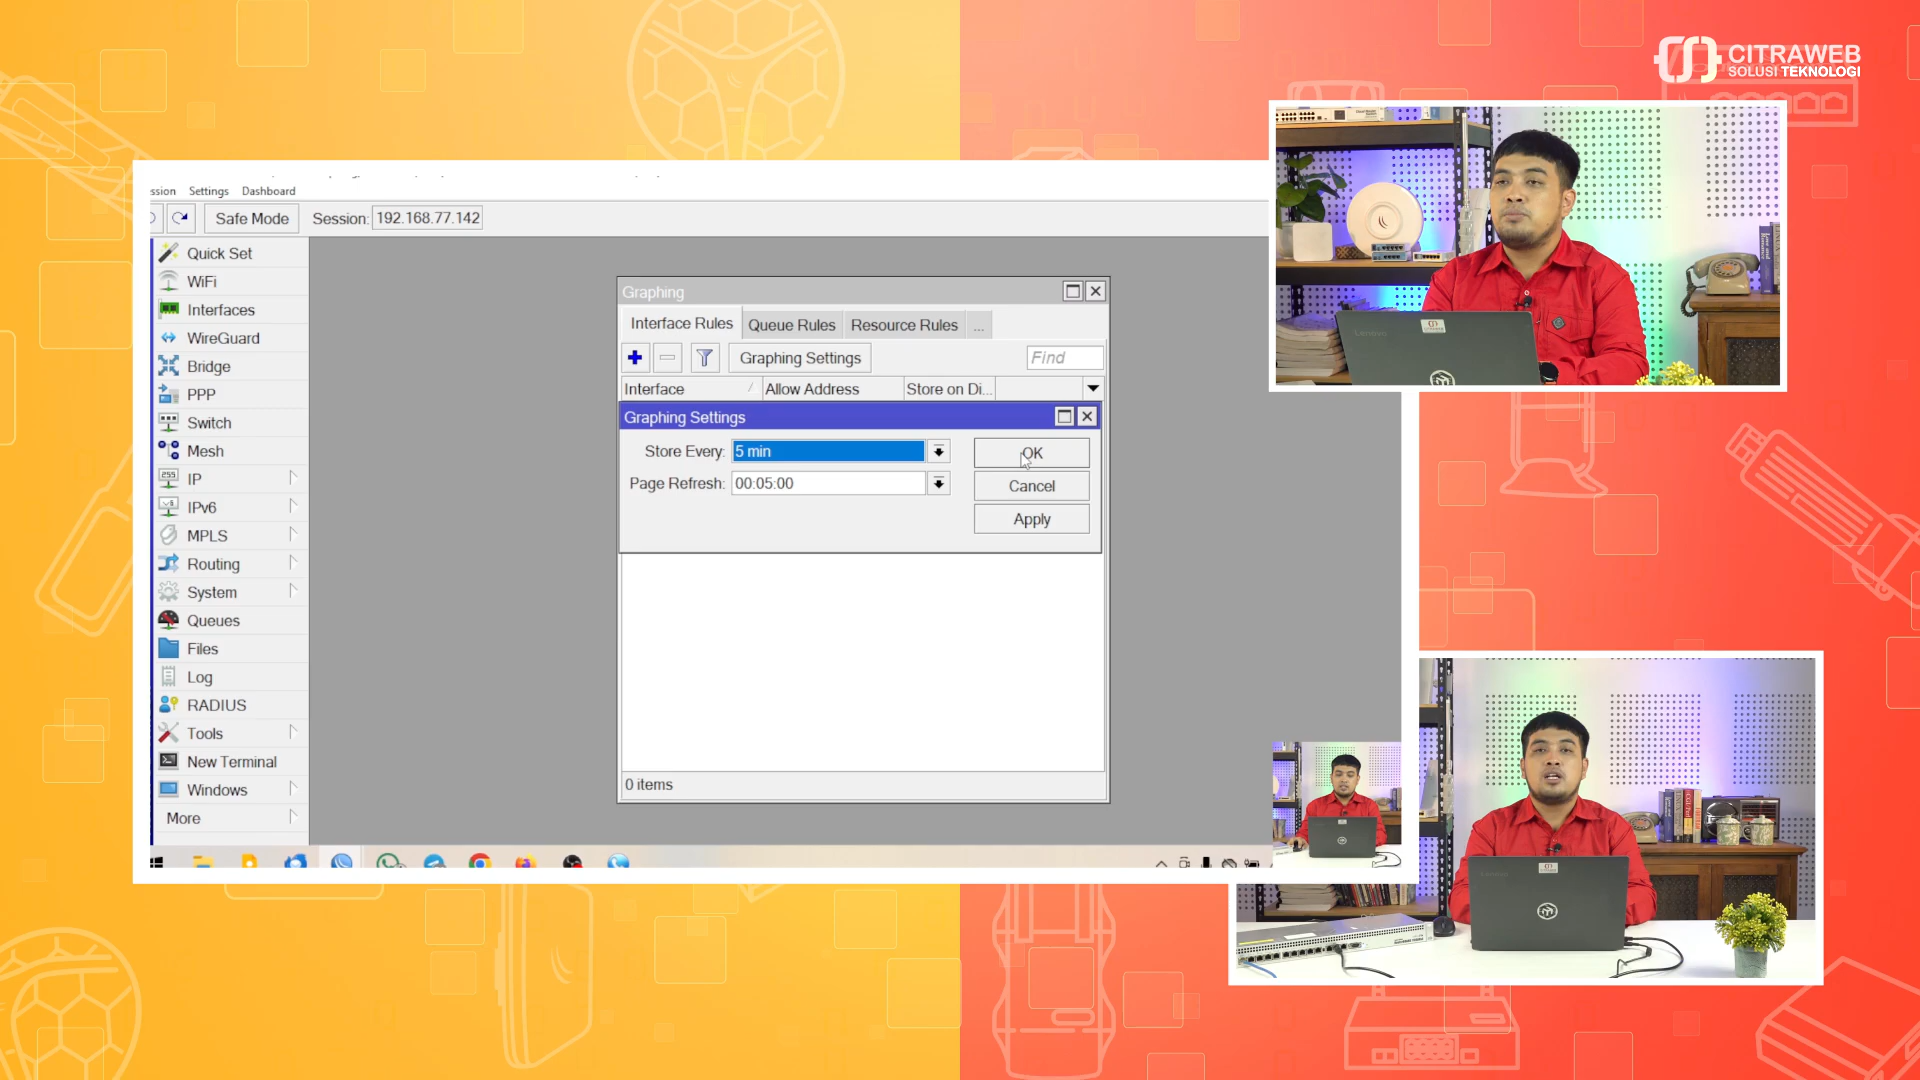 CITRAWEB
SOLUSI TEKNOLOGI
ssion Settings Dashboard
Safe Mode Session: 192.168.77.142
Quick Set
WiFi
Interfaces
WireGuard
Bridge
PPP
Switch
Mesh
IP
IPv6
MPLS
Routing
System
Queues
Files
Log
RADIUS
Tools
New Terminal
Windows
More
Graphing
Interface Rules Queue Rules Resource Rules ...
Graphing Settings Find
Interface Allow Address Store on Di...
Graphing Settings
Store Every: 5 min OK
Page Refresh: 00:05:00
Cancel
Apply
0 items
Lenovo